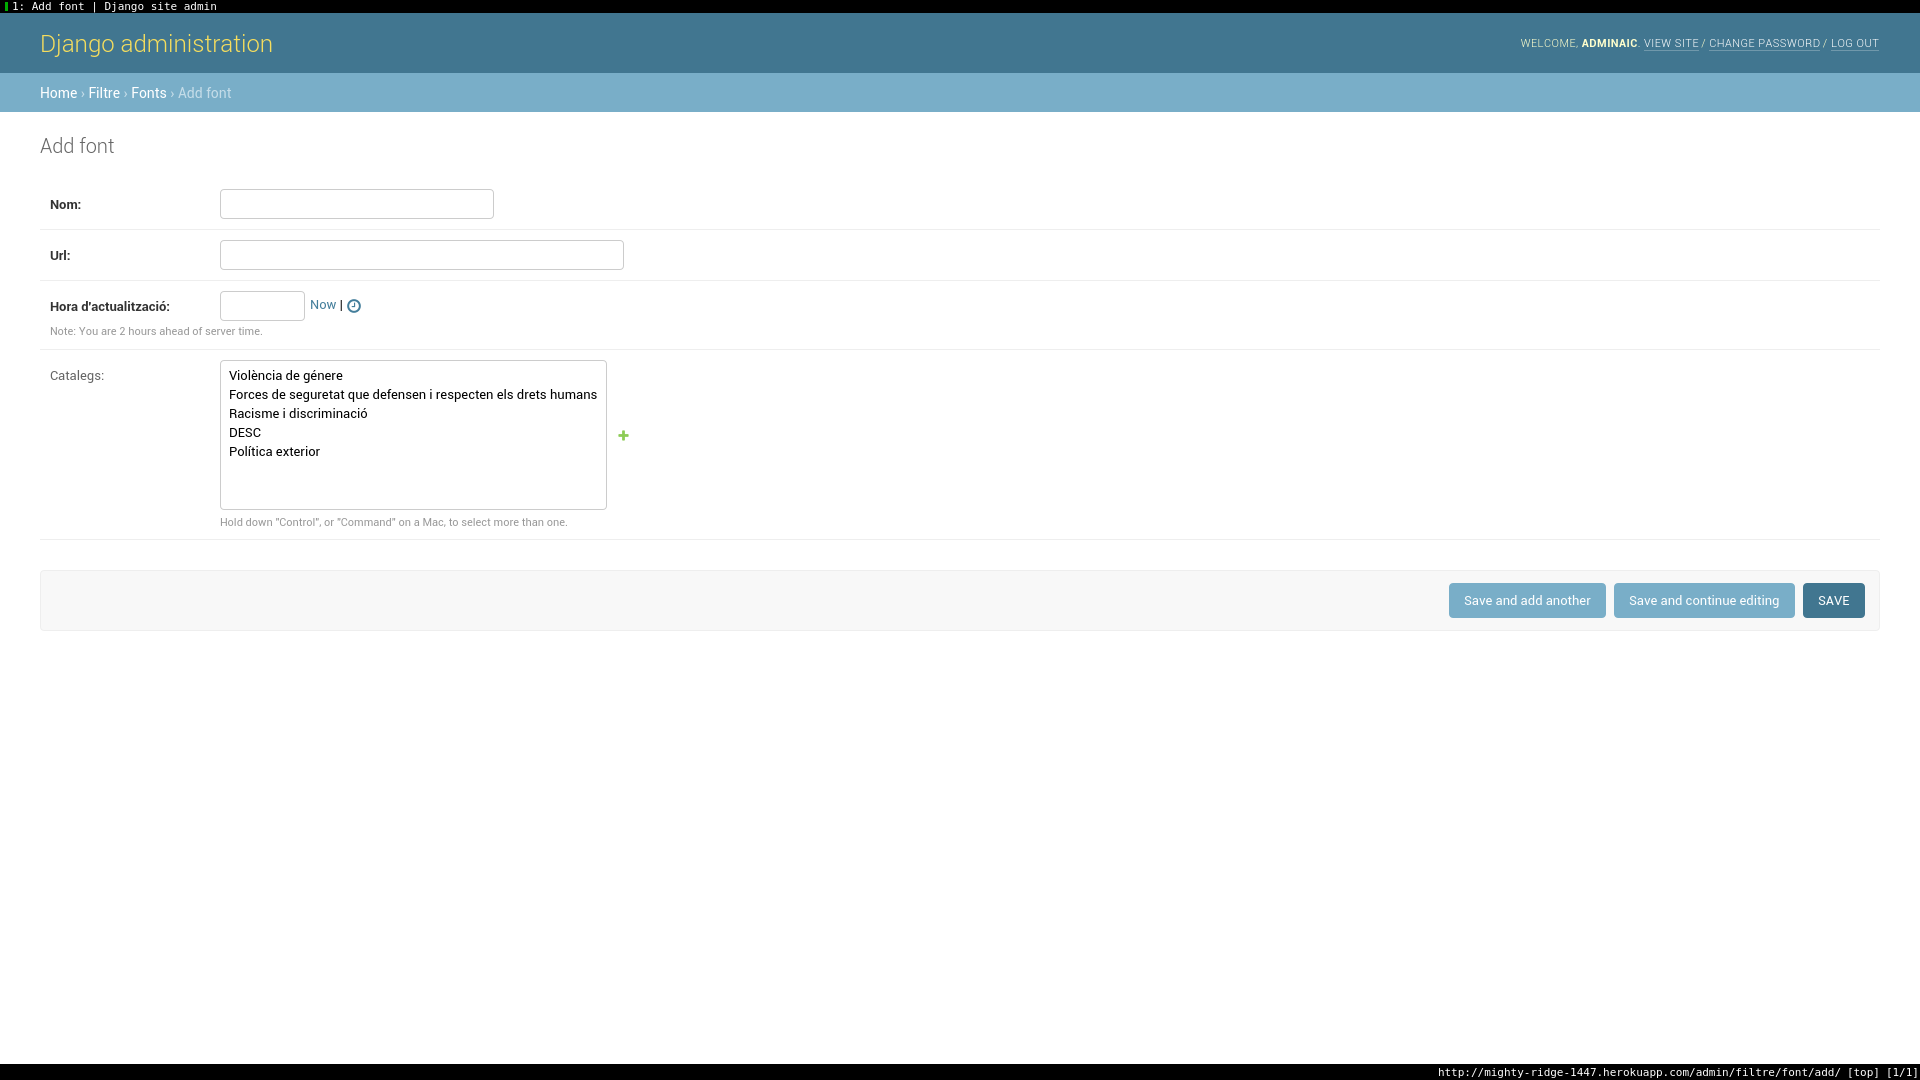 1: Add font | Django site admin
Django administration
WELCOME, ADMINAIC. VIEW SITE / CHANGE PASSWORD / LOG OUT
Home › Filtre › Fonts › Add font
Add font
Nom:
Url:
Hora d'actualització:
Now |
Note: You are 2 hours ahead of server time.
Catalegs:
Violència de génere
Forces de seguretat que defensen i respecten els drets humans
Racisme i discriminació
DESC
Política exterior
Hold down "Control", or "Command" on a Mac, to select more than one.
Save and add another
Save and continue editing
SAVE
http://mighty-ridge-1447.herokuapp.com/admin/filtre/font/add/ [top] [1/1]